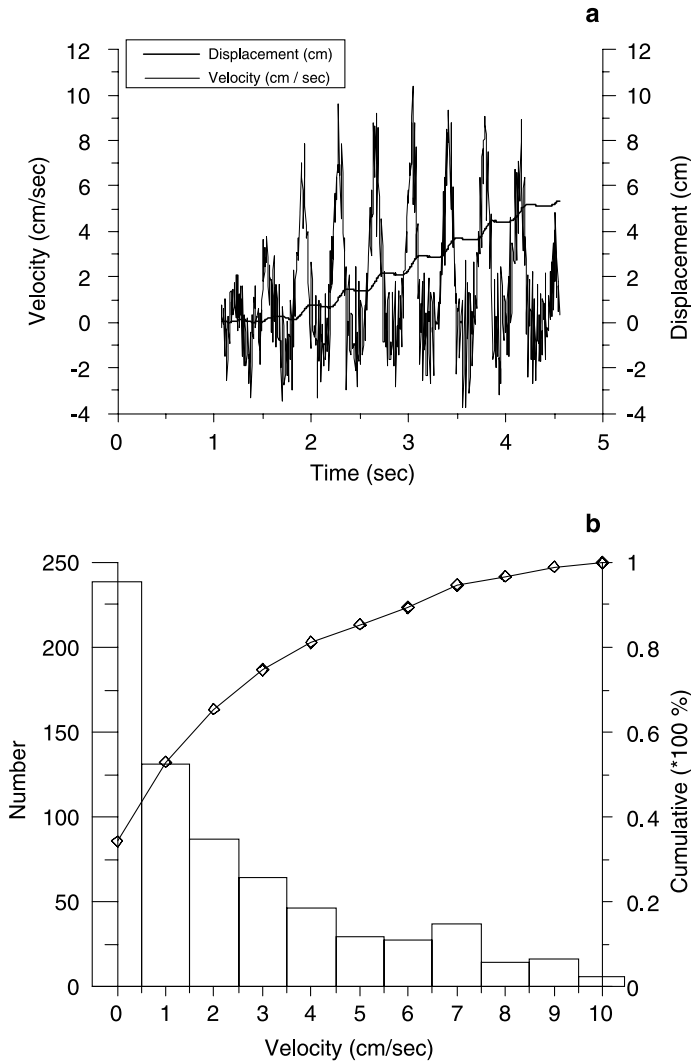 a
12
12
Displacement (cm)
Velocity (cm / sec)
10
10
8
8
6
6
4
4
2
2
0
0
-2
-2
-4
-4
Velocity (cm/sec)
Displacement (cm)
0 1 2 3 4 5
Time (sec)
b
250
1
200
0.8
150
0.6
100
0.4
50
0.2
0
0
Number
Cumulative (*100 %)
0 1 2 3 4 5 6 7 8 9 10
Velocity (cm/sec)